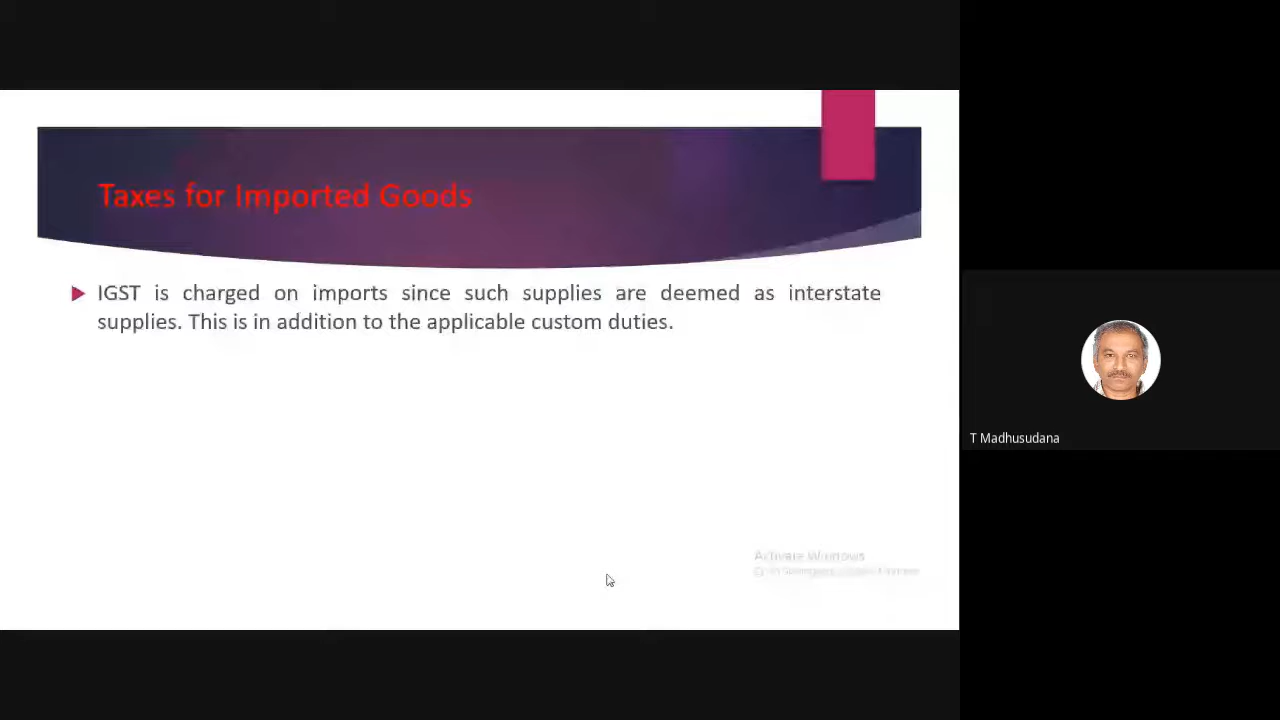 Taxes for Imported Goods
IGST is charged on imports since such supplies are deemed as interstate
supplies. This is in addition to the applicable custom duties.
T Madhusudana
Activate Windows